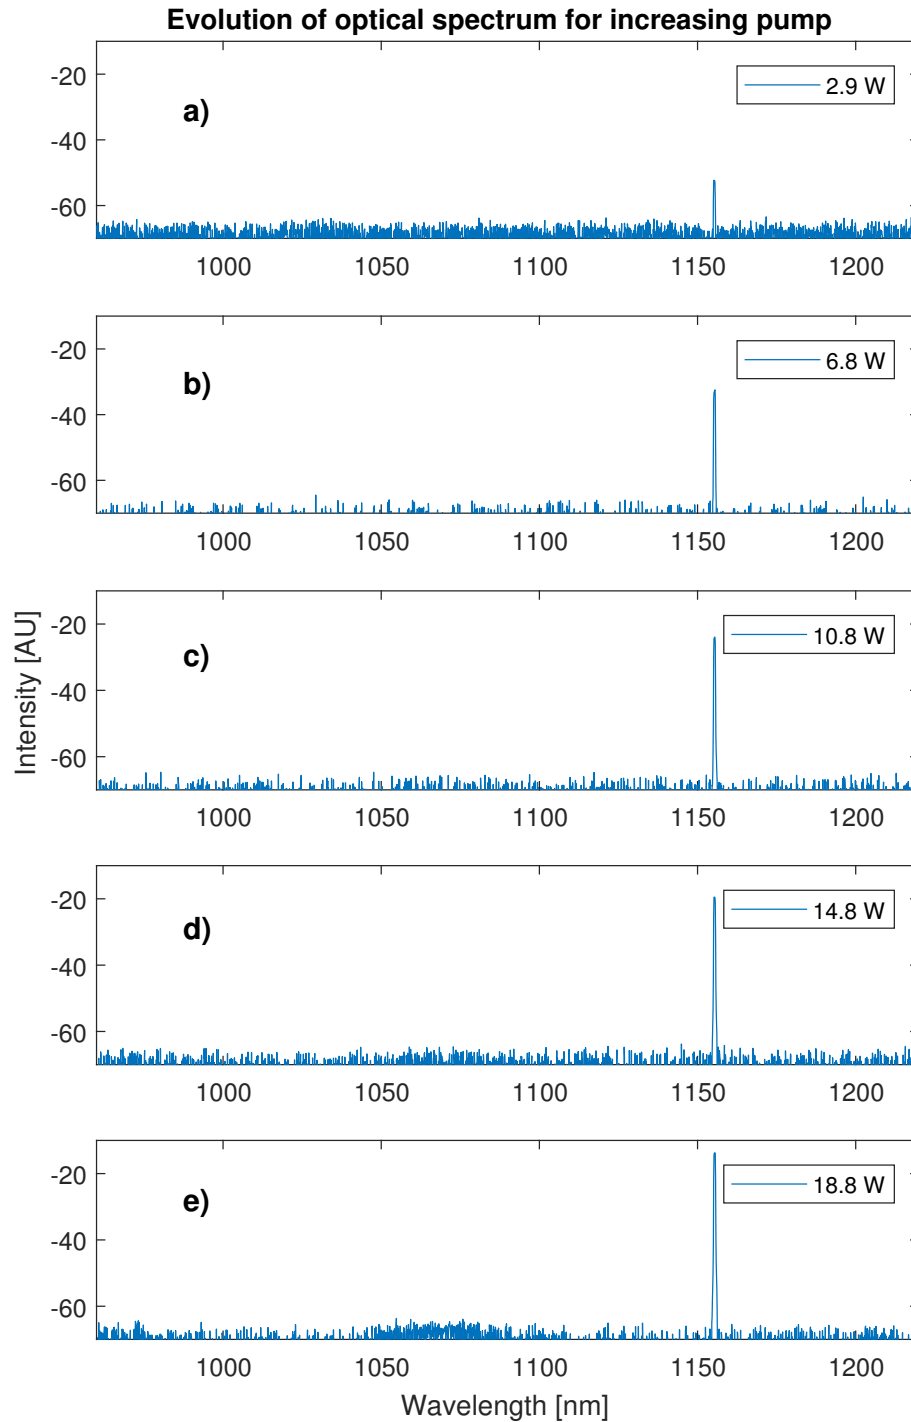 Evolution of optical spectrum for increasing pump
-20
-40
-60
a)
2.9 W
1000 1050 1100 1150 1200
-20
-40
-60
b)
6.8 W
1000 1050 1100 1150 1200
Intensity [AU]
-20
-40
-60
c)
10.8 W
1000 1050 1100 1150 1200
-20
-40
-60
d)
14.8 W
1000 1050 1100 1150 1200
-20
-40
-60
e)
18.8 W
1000 1050 1100 1150 1200
Wavelength [nm]